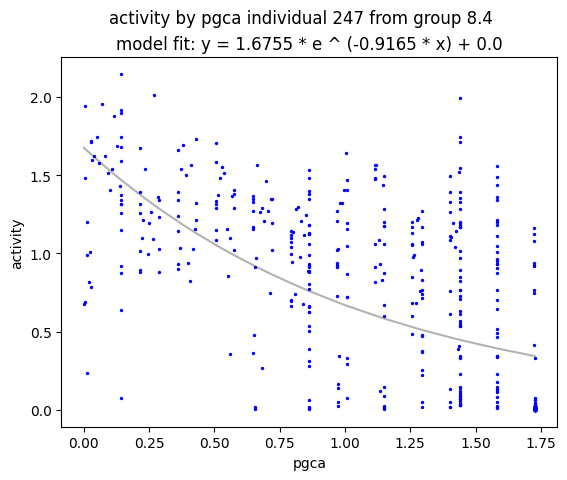 activity by pgca individual 247 from group 8.4
model fit: y = 1.6755 * e ^ (-0.9165 * x) + 0.0
2.0
1.5
1.0
0.5
0.0
activity
0.00 0.25 0.50 0.75 1.00 1.25 1.50 1.75
pgca